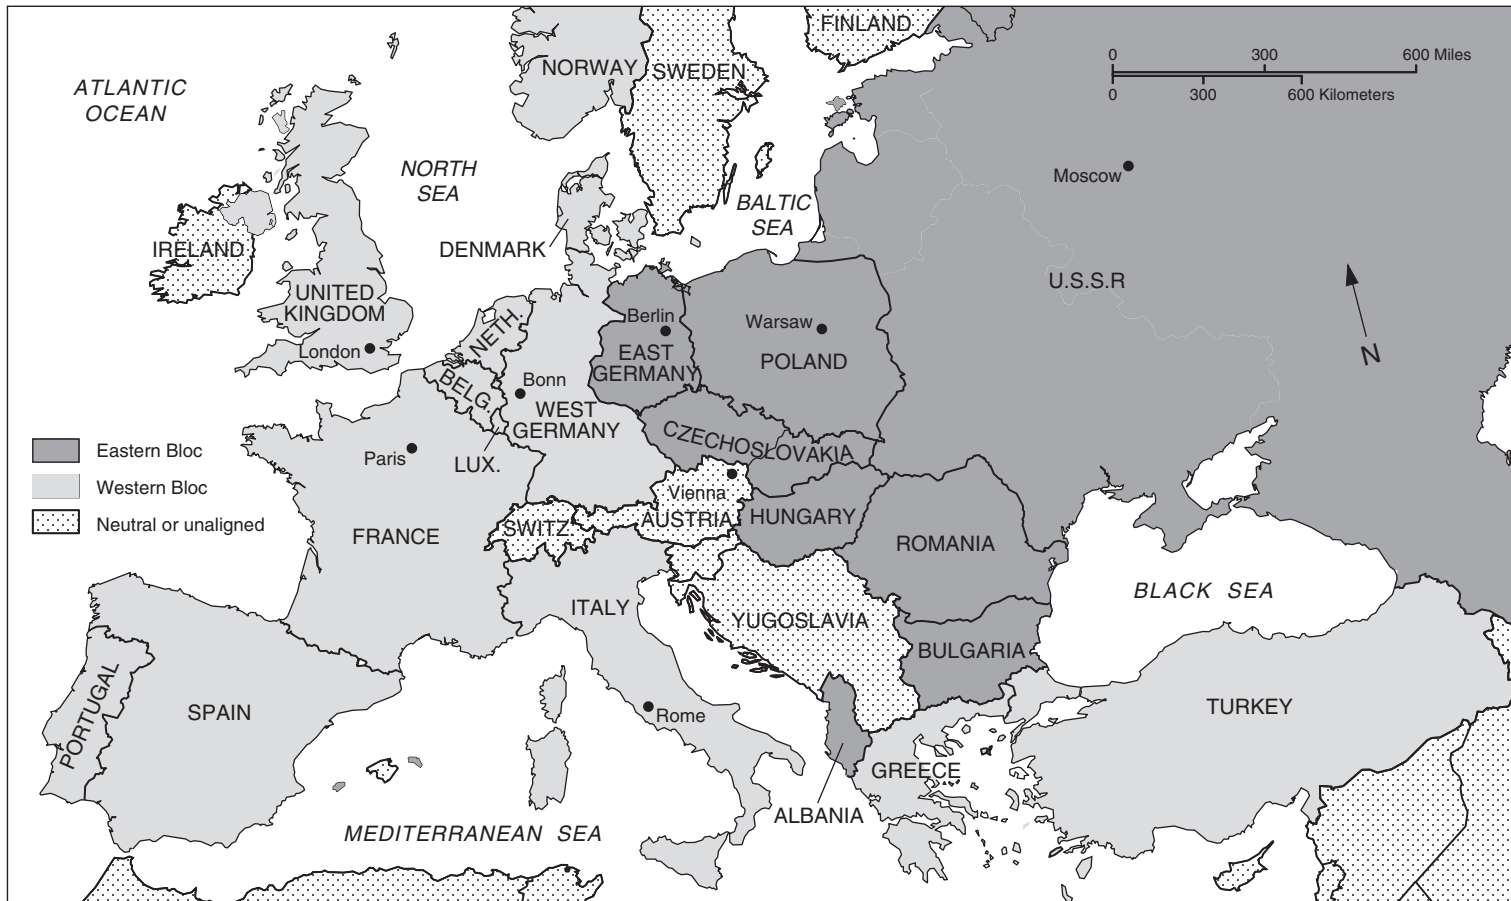 FINLAND
0 300 600 Miles
0 300 600 Kilometers
ATLANTIC
OCEAN
NORWAY
SWEDEN
NORTH
SEA
Moscow
BALTIC
SEA
IRELAND
DENMARK
U.S.S.R
UNITED
KINGDOM
NETH.
Berlin
Warsaw
London
EAST
GERMANY
POLAND
N
BELG.
Bonn
WEST
GERMANY
CZECHOSLOVAKIA
Eastern Bloc
Western Bloc
Neutral or unaligned
Paris
LUX.
Vienna
AUSTRIA
HUNGARY
FRANCE
SWITZ.
ROMANIA
BLACK SEA
ITALY
YUGOSLAVIA
BULGARIA
PORTUGAL
SPAIN
Rome
TURKEY
GREECE
ALBANIA
MEDITERRANEAN SEA